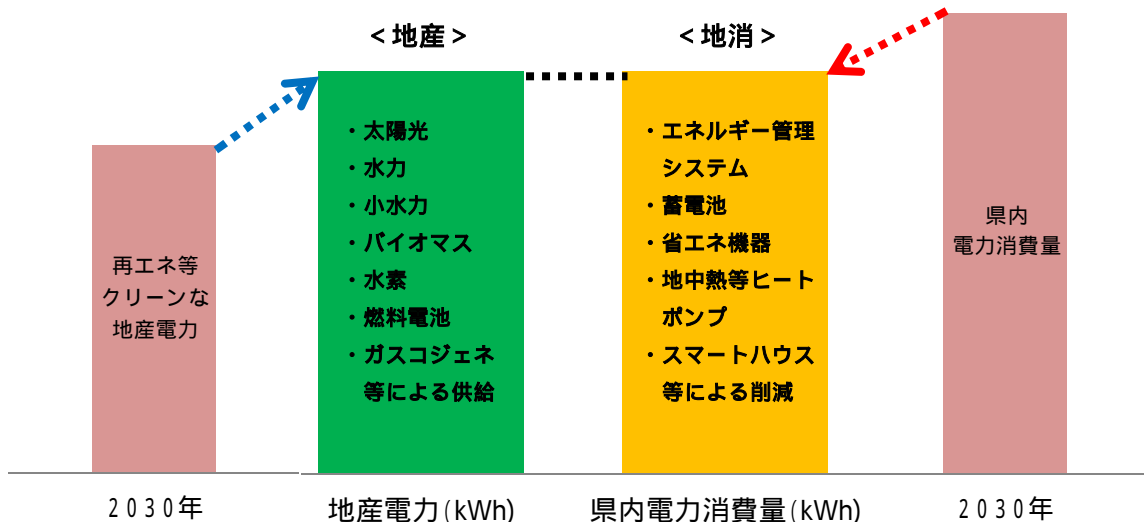 ＜地産＞
＜地消＞
再エネ等
クリーンな
地産電力
・太陽光
・水力
・小水力
・バイオマス
・水素
・燃料電池
・ガスコジェネ
等による供給
・エネルギー管理
システム
・蓄電池
・省エネ機器
・地中熱等ヒート
ポンプ
・スマートハウス
等による削減
県内
電力消費量
2030年
地産電力(kWh)
県内電力消費量(kWh)
2030年